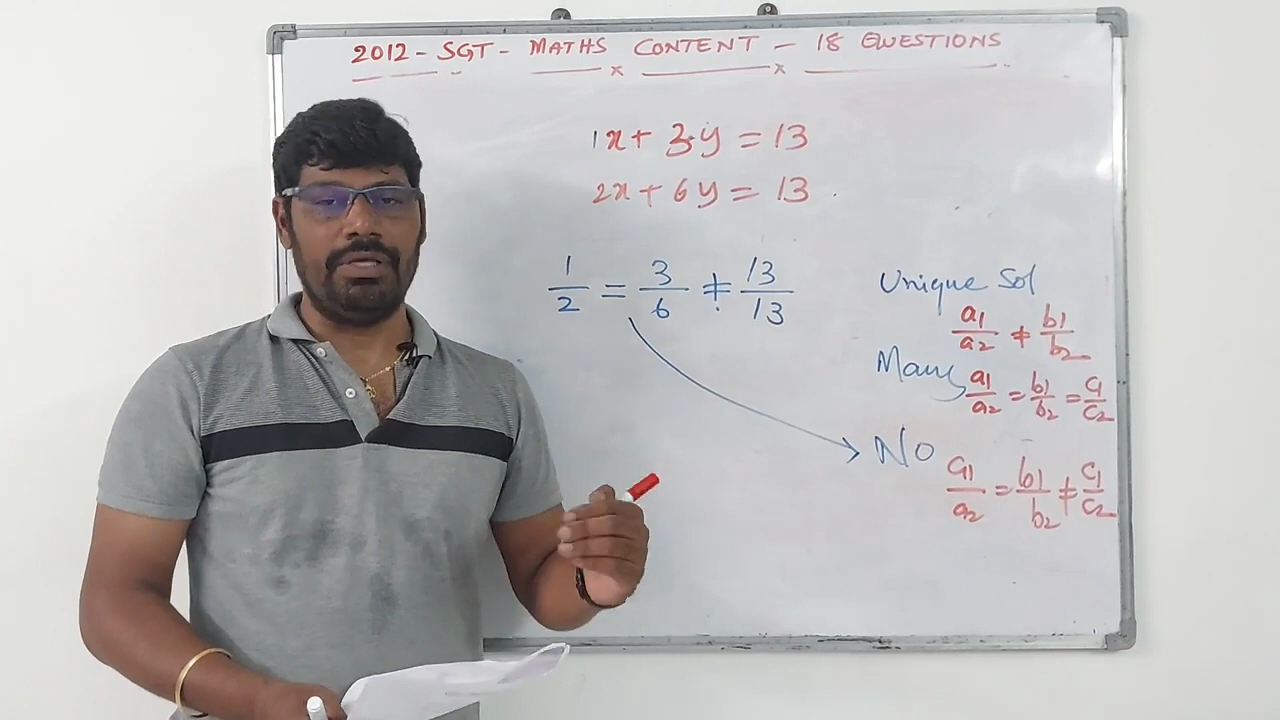 2012 - SGT - MATHS CONTENT - 18 QUESTIONS
1x + 3y = 13
2x + 6y = 13
1/2 = 3/6 ≠ 13/13
Unique Sol
a1/a2 ≠ b1/b2
Many a1/a2 = b1/b2 = c1/c2
No
a1/a2 = b1/b2 ≠ c1/c2